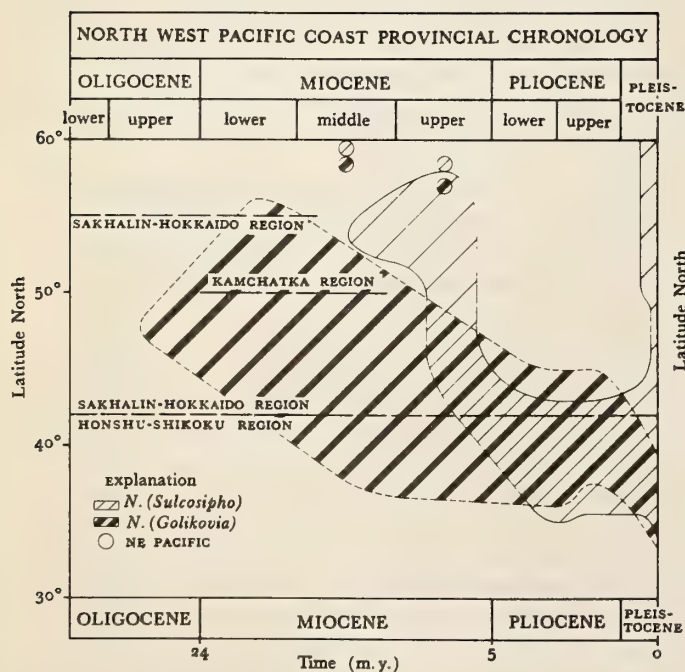 NORTH WEST PACIFIC COAST PROVINCIAL CHRONOLOGY
OLIGOCENE MIOCENE PLIOCENE PLEIS-
TOCENE
lower upper lower middle upper lower upper
60°
SAKHALIN-HOKKAIDO REGION
KAMCHATKA REGION
50°
Latitude North
Latitude North
SAKHALIN-HOKKAIDO REGION
HONSHU-SHIKOKU REGION
40°
EXPLANATION
N. (Sulcosipho)
N. (Golikovia)
NE PACIFIC
30°
OLIGOCENE MIOCENE PLIOCENE PLEIS-
TOCENE
24 5 0
Time (m.y.)